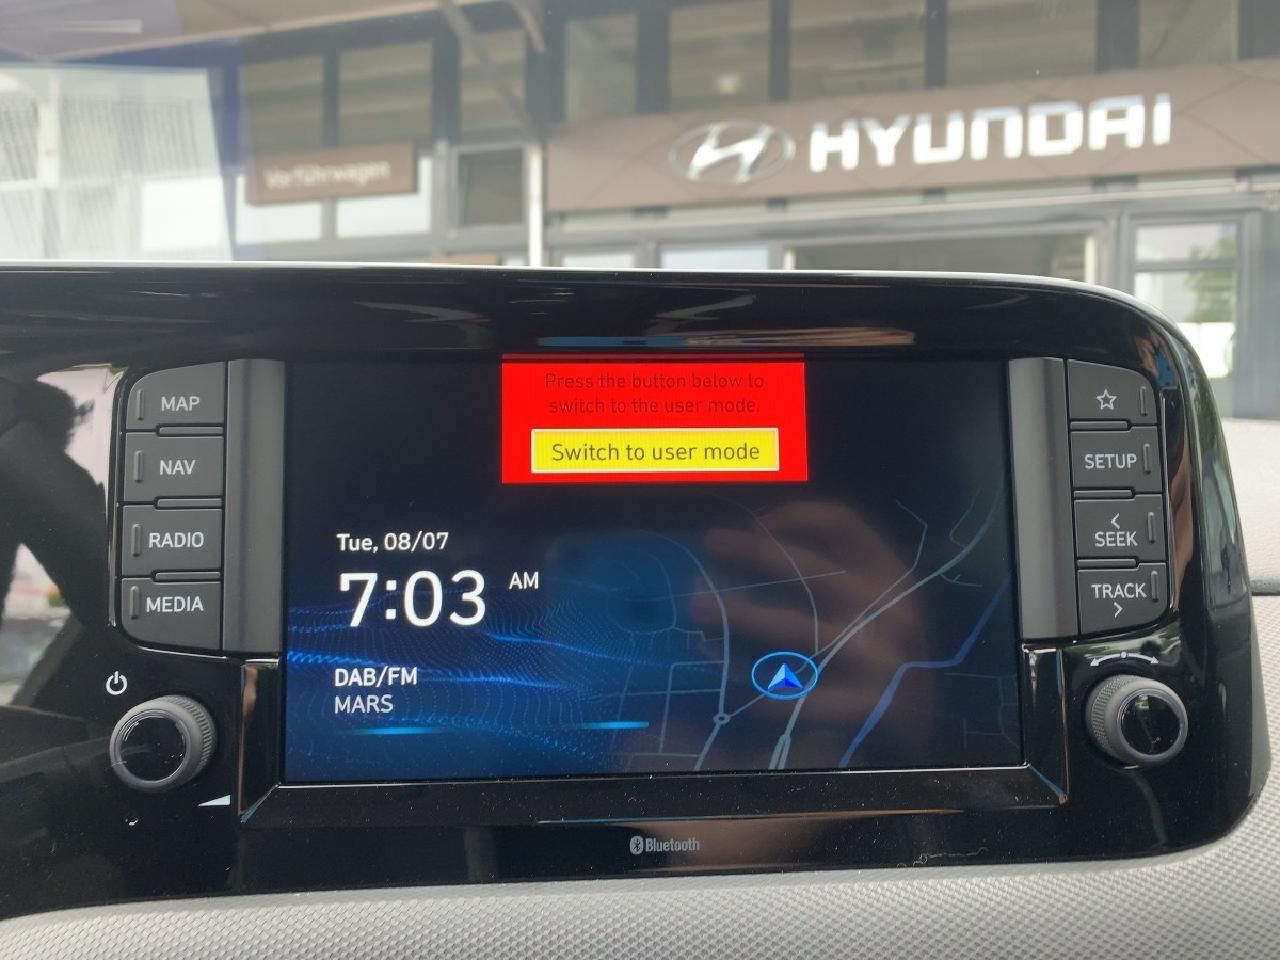 HYUNDAI
Vorführwagen
MAP
NAV
RADIO
MEDIA
Press the button below to
switch to the user mode.
Switch to user mode
Tue, 08/07
7:03 AM
DAB/FM
MARS
SETUP
<
SEEK
TRACK
>
Bluetooth